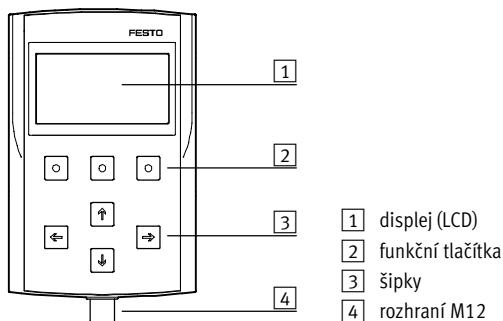 FESTO
1
2
3
4
1 displej (LCD)
2 funkční tlačítka
3 šipky
4 rozhraní M12